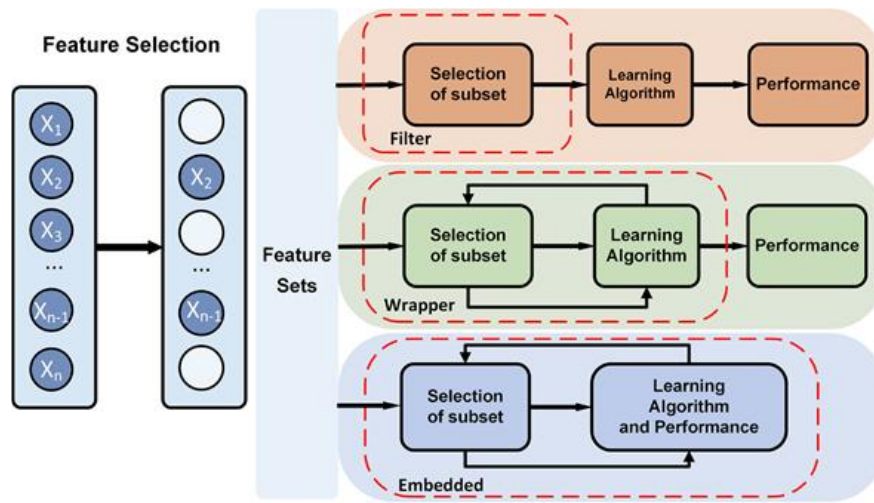 Feature Selection
X1
X2
X3
...
Xn-1
Xn
X2
...
Xn-1
Feature
Sets
Selection
of subset
Learning
Algorithm
Performance
Filter
Selection
of subset
Learning
Algorithm
Performance
Wrapper
Selection
of subset
Learning
Algorithm
and Performance
Embedded